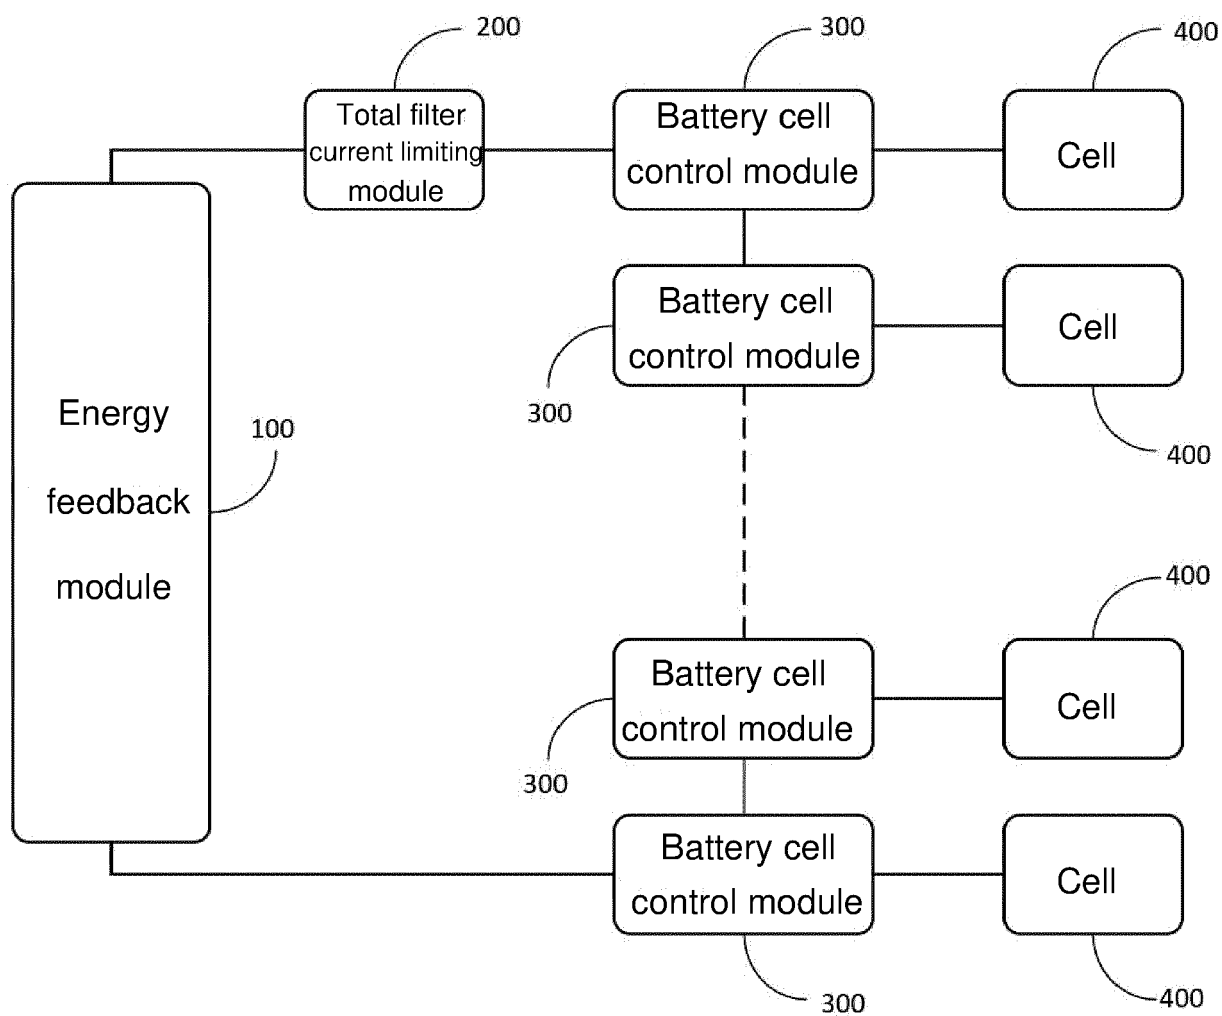 200
300
400
Total filter
current limiting
module
Battery cell
control module
Cell
Battery cell
control module
Cell
300
400
Energy
feedback
module
100
400
Battery cell
control module
Cell
300
Battery cell
control module
Cell
300
400